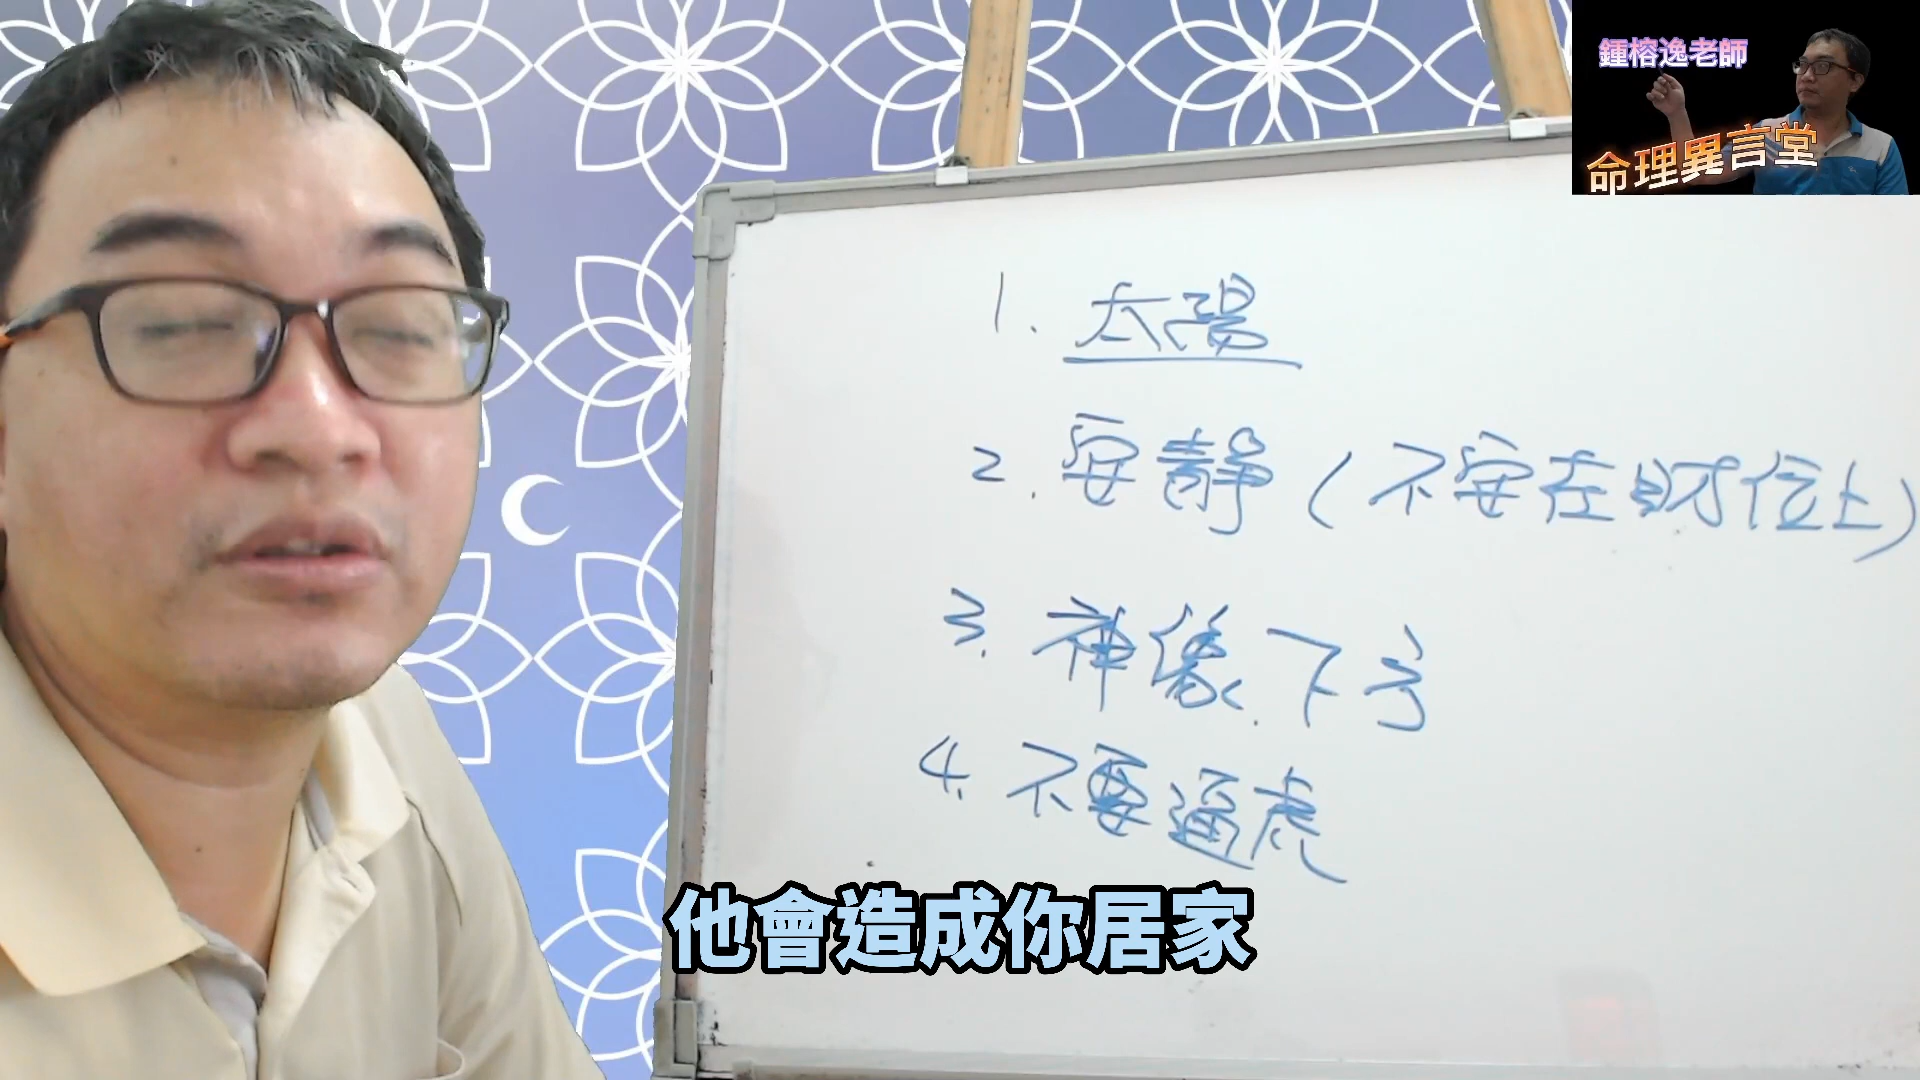 鍾榕逸老師
命理異言堂
1. 太陽
2. 安靜(不安在財位上)
3. 神像下方
4. 不要逼虎
他會造成你居家